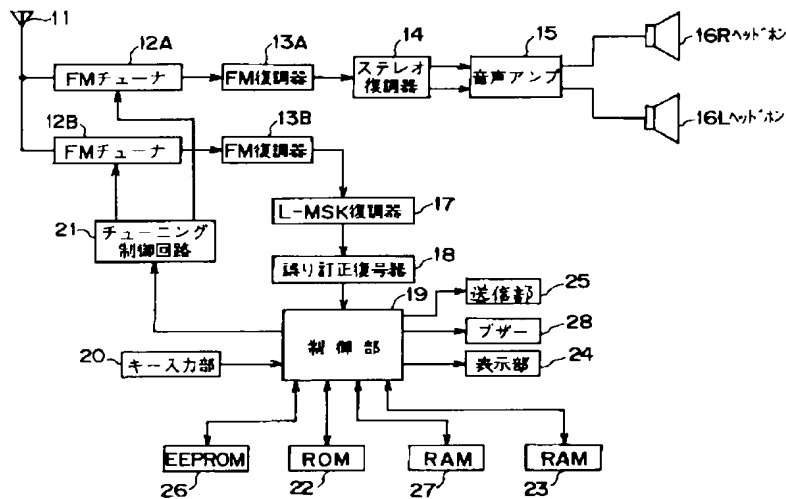 11
12A
FMチューナ
13A
FM復調器
14
ステレオ
復調器
15
音声アンプ
16Rヘッドホン
16Lヘッドホン
12B
FMチューナ
13B
FM復調器
L-MSK復調器
17
21
チューニング
制御回路
誤り訂正復号器
18
19
制御部
送信部
25
ブザー
28
表示部
24
20
キー入力部
EEPROM
26
ROM
22
RAM
27
RAM
23